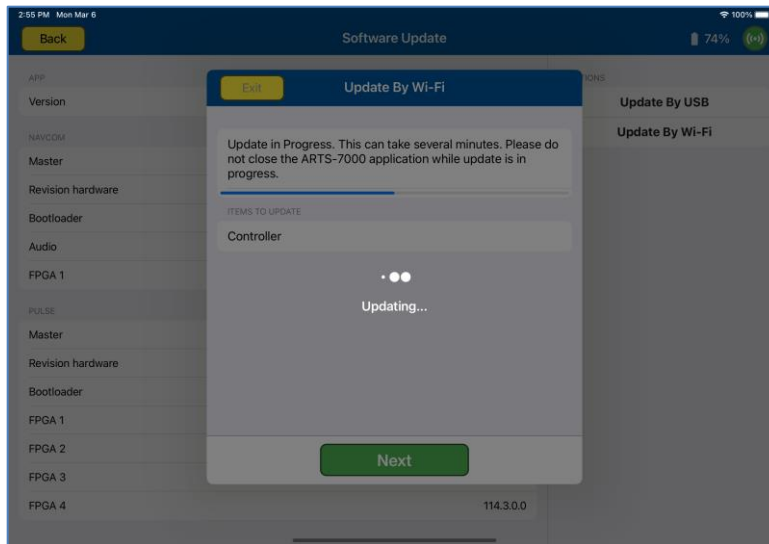 2:55 PM Mon Mar 6
100%
Back
Software Update
74%
APP
Version
NAVCOM
Master
Revision hardware
Bootloader
Audio
FPGA 1
PULSE
Master
Revision hardware
Bootloader
FPGA 1
FPGA 2
FPGA 3
FPGA 4
114.3.0.0
Exit
Update By Wi-Fi
Update in Progress. This can take several minutes. Please do
not close the ARTS-7000 application while update is in
progress.
ITEMS TO UPDATE
Controller
Updating...
Next
IONS
Update By USB
Update By Wi-Fi